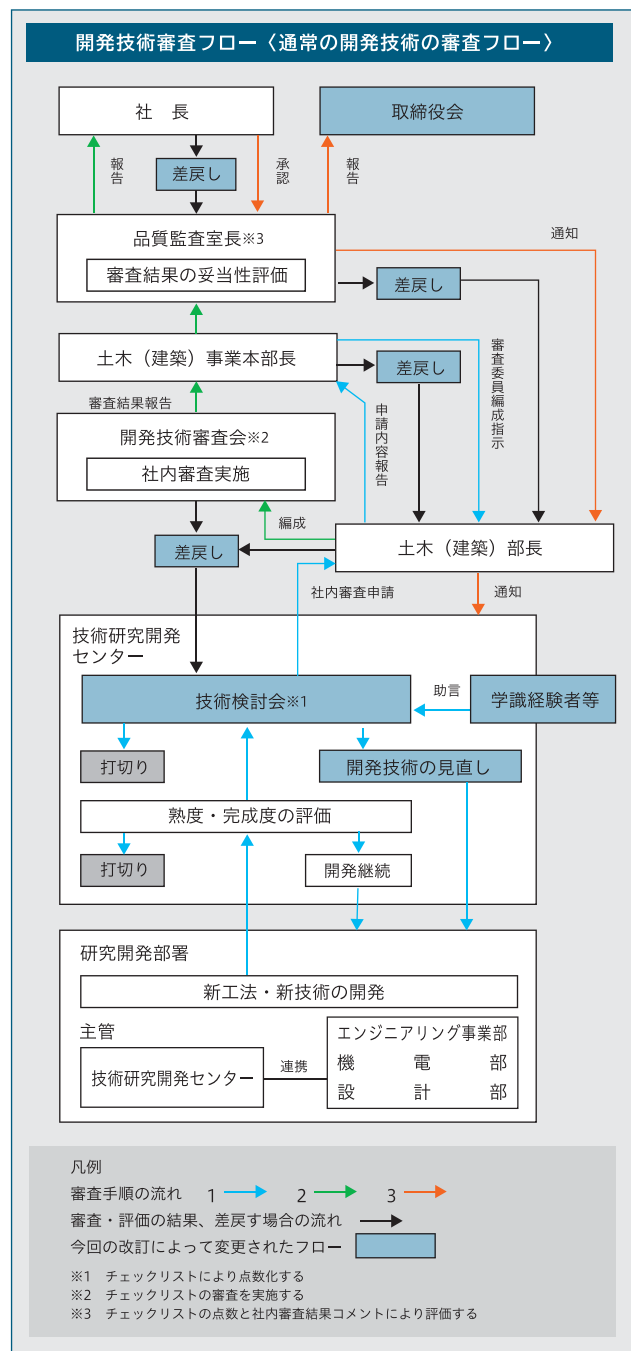 開発技術審査フロー〈通常の開発技術の審査フロー〉
社　長
取締役会
報告
差戻し
承認
報告
品質監査室長※3
審査結果の妥当性評価
通知
差戻し
土木（建築）事業本部長
差戻し
審査委員編成指示
審査結果報告
申請内容報告
開発技術審査会※2
社内審査実施
編成
差戻し
土木（建築）部長
社内審査申請
通知
技術研究開発
センター
技術検討会※1
助言
学識経験者等
打切り
開発技術の見直し
熟度・完成度の評価
打切り
開発継続
研究開発部署
新工法・新技術の開発
主管
技術研究開発センター
連携
エンジニアリング事業部
機　電　部
設　計　部
凡例
審査手順の流れ　1　2　3
審査・評価の結果、差戻す場合の流れ
今回の改訂によって変更されたフロー
※1　チェックリストにより点数化する
※2　チェックリストの審査を実施する
※3　チェックリストの点数と社内審査結果コメントにより評価する